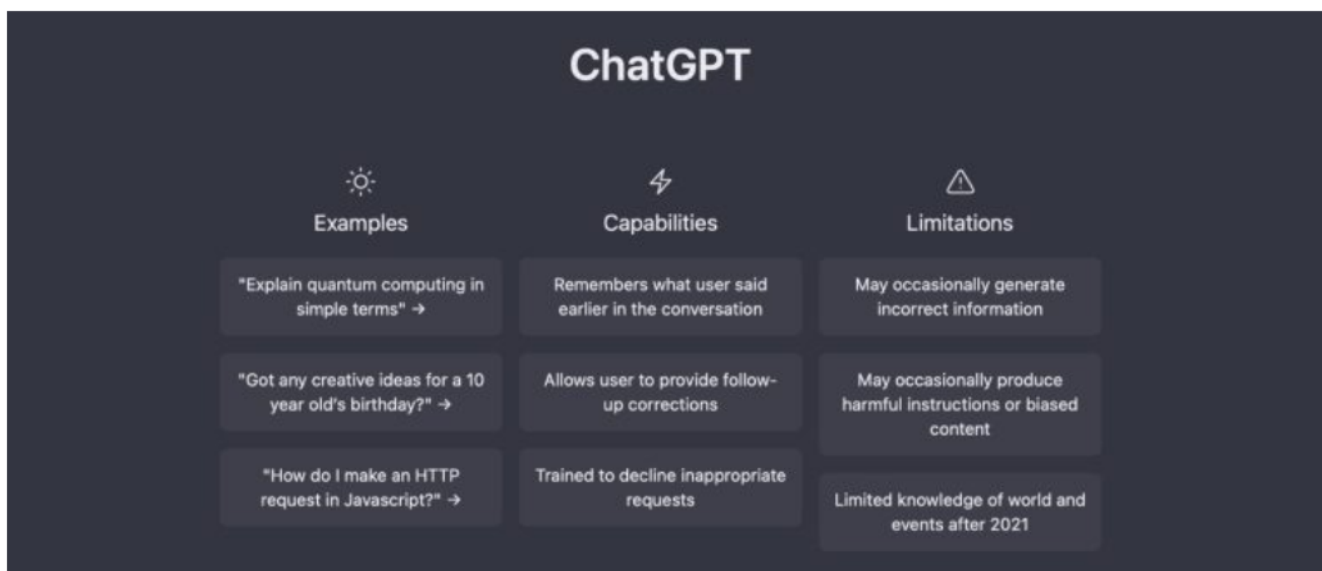 ChatGPT
Examples
"Explain quantum computing in
simple terms" →
"Got any creative ideas for a 10
year old's birthday?" →
"How do I make an HTTP
request in Javascript?" →
Capabilities
Remembers what user said
earlier in the conversation
Allows user to provide follow-
up corrections
Trained to decline inappropriate
requests
Limitations
May occasionally generate
incorrect information
May occasionally produce
harmful instructions or biased
content
Limited knowledge of world and
events after 2021